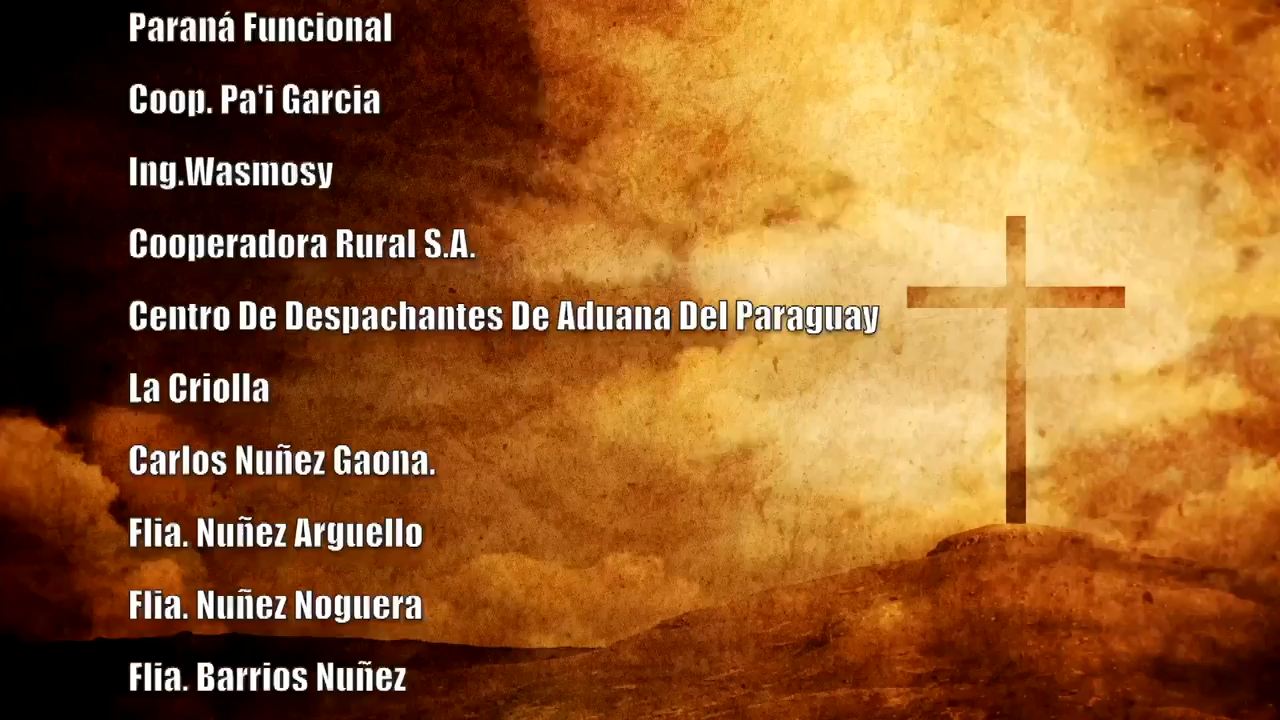 Paraná Funcional
Coop. Pa'i Garcia
Ing.Wasmosy
Cooperadora Rural S.A.
Centro De Despachantes De Aduana Del Paraguay
La Criolla
Carlos Nuñez Gaona.
Flia. Nuñez Arguello
Flia. Nuñez Noguera
Flia. Barrios Nuñez